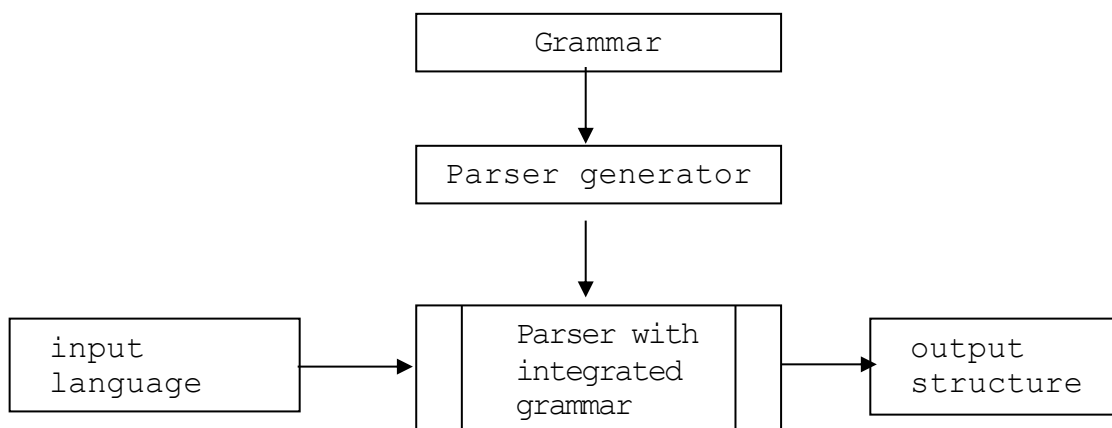 Grammar
Parser generator
input
language
Parser with
integrated
grammar
output
structure